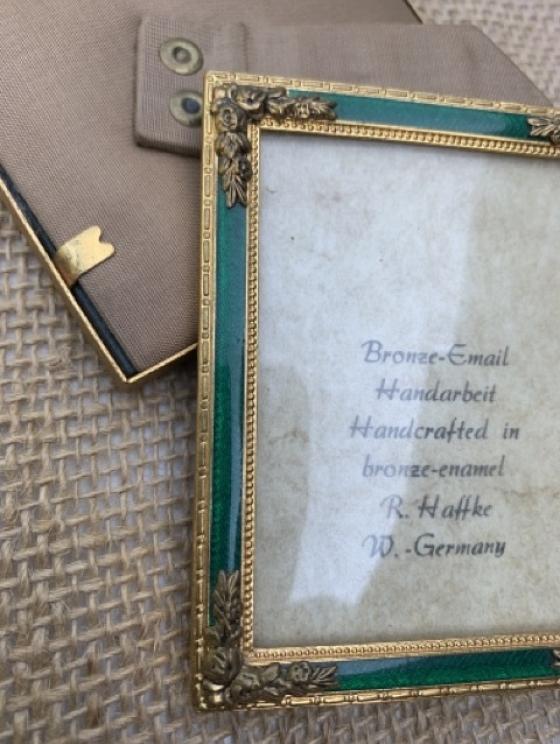 Bronze-Email
Handarbeit
Handcrafted in
bronze-enamel
R. Haffke
W.-Germany